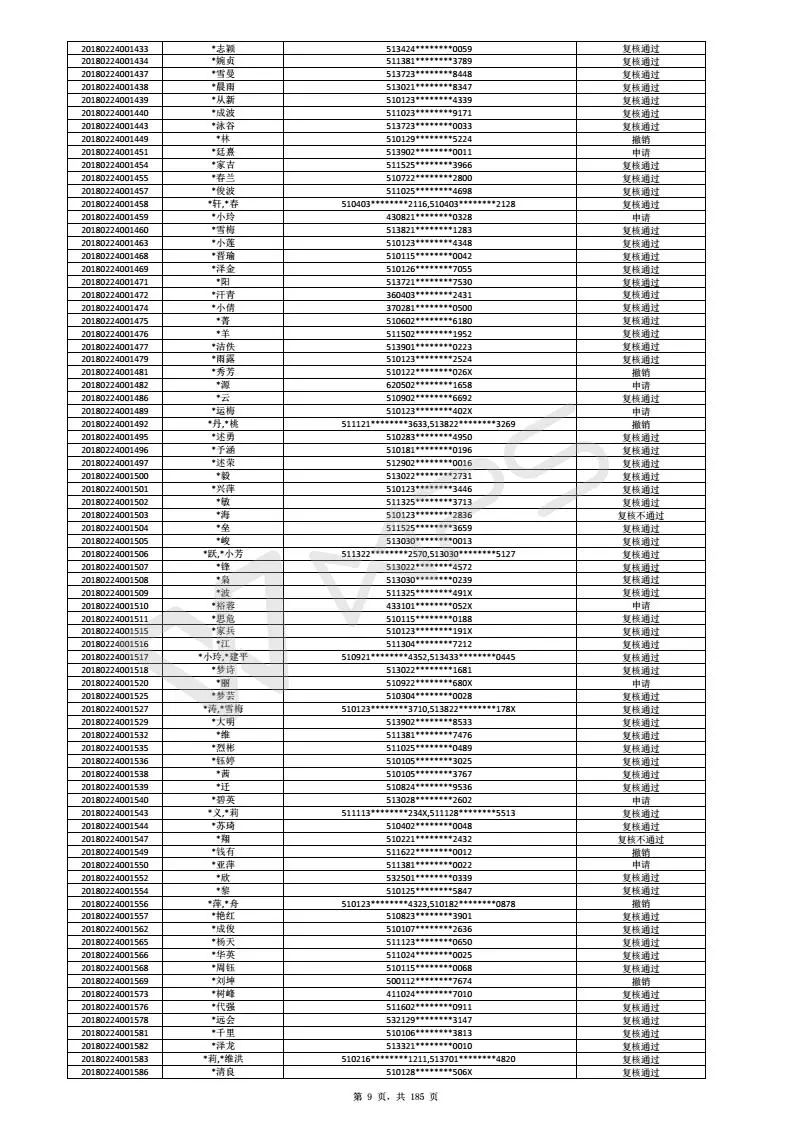 20180224001433 *志颖 513424********0059 复核通过
20180224001434 *婉贞 511381********3789 复核通过
20180224001437 *雪曼 513723********8448 复核通过
20180224001438 *晨雨 513021********8347 复核通过
20180224001439 *从新 510123********4339 复核通过
20180224001440 *成波 511023********9171 复核通过
20180224001443 *泳谷 513723********0033 复核通过
20180224001449 *林 510129********5224 撤销
20180224001451 *廷熹 513902********0011 申请
20180224001454 *家吉 511525********3966 复核通过
20180224001455 *春兰 510722********2800 复核通过
20180224001457 *俊波 511025********4698 复核通过
20180224001458 *轩,*春 510403********2116,510403********2128 复核通过
20180224001459 *小玲 430821********0328 申请
20180224001460 *雪梅 513821********1283 复核通过
20180224001463 *小莲 510123********4348 复核通过
20180224001468 *晋瑜 510115********0042 复核通过
20180224001469 *泽金 510126********7055 复核通过
20180224001471 *阳 513721********7530 复核通过
20180224001472 *汗青 360403********2431 复核通过
20180224001474 *小倩 370281********0500 复核通过
20180224001475 *菁 510602********6180 复核通过
20180224001476 *羊 511502********1952 复核通过
20180224001477 *洁佚 513901********0223 复核通过
20180224001479 *雨露 510123********2524 复核通过
20180224001481 *秀芳 510122********026X 撤销
20180224001482 *源 620502********1658 申请
20180224001486 *云 510902********6692 复核通过
20180224001489 *运梅 510123********402X 申请
20180224001492 *丹,*桃 511121********3633,513822********3269 撤销
20180224001495 *述勇 510283********4950 复核通过
20180224001496 *予涵 510181********0196 复核通过
20180224001497 *述荣 512902********0016 复核通过
20180224001500 *毅 513022********2731 复核通过
20180224001501 *兴萍 510123********3446 复核通过
20180224001502 *敏 511325********3713 复核通过
20180224001503 *海 510123********2836 复核不通过
20180224001504 *垒 511525********3659 复核通过
20180224001505 *峻 513030********0013 复核通过
20180224001506 *跃,*小芳 511322********2570,513030********5127 复核通过
20180224001507 *锋 513022********4572 复核通过
20180224001508 *枭 513030********0239 复核通过
20180224001509 *波 511325********491X 复核通过
20180224001510 *裕蓉 433101********052X 申请
20180224001511 *思危 510115********0188 复核通过
20180224001515 *家兵 510123********191X 复核通过
20180224001516 *江 511304********7212 复核通过
20180224001517 *小玲,*建平 510921********4352,513433********0445 复核通过
20180224001518 *梦诗 513022********1681 复核通过
20180224001520 *丽 510922********680X 申请
20180224001525 *梦芸 510304********0028 复核通过
20180224001527 *涛,*雪梅 510123********3710,513822********178X 复核通过
20180224001529 *大明 513902********8533 复核通过
20180224001532 *维 511381********7476 复核通过
20180224001535 *烈彬 511025********0489 复核通过
20180224001536 *钰婷 510105********3025 复核通过
20180224001538 *茜 510105********3767 复核通过
20180224001539 *迁 510824********9536 复核通过
20180224001540 *碧英 513028********2602 申请
20180224001543 *义,*莉 511113********234X,511128********5513 复核通过
20180224001544 *苏琦 510402********0048 复核通过
20180224001547 *翔 510221********2432 复核不通过
20180224001549 *钱有 511622********0012 撤销
20180224001550 *亚萍 511381********0022 申请
20180224001552 *欣 532501********0339 复核通过
20180224001554 *黎 510125********5847 复核通过
20180224001556 *萍,*舟 510123********4323,510182********0878 撤销
20180224001557 *艳红 510823********3901 复核通过
20180224001562 *成俊 510107********2636 复核通过
20180224001565 *杨天 511123********0650 复核通过
20180224001566 *华英 511024********0025 复核通过
20180224001568 *周钰 510115********0068 复核通过
20180224001569 *刘坤 500112********7674 撤销
20180224001573 *树峰 411024********7010 复核通过
20180224001576 *代强 511602********0911 复核通过
20180224001578 *远会 532129********3147 复核通过
20180224001581 *千里 510106********3813 复核通过
20180224001582 *泽龙 513321********0010 复核通过
20180224001583 *莉,*维洪 510216********1211,513701********4820 复核通过
20180224001586 *清良 510128********506X 复核通过
第 9 页，共 185 页